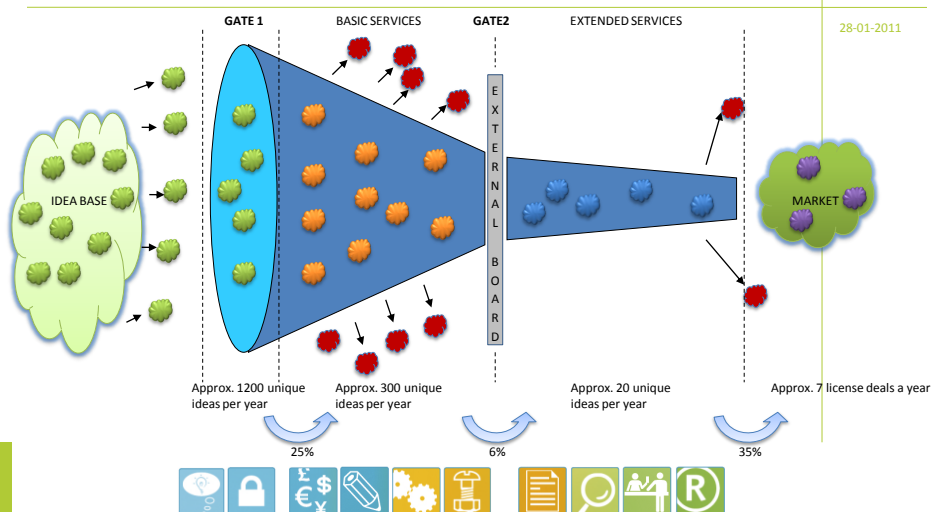 GATE 1
BASIC SERVICES
GATE2
EXTENDED SERVICES
28-01-2011
IDEA BASE
EXTERNAL BOARD
MARKET
Approx. 1200 unique
ideas per year
Approx. 300 unique
ideas per year
Approx. 20 unique
ideas per year
Approx. 7 license deals a year
25%
6%
35%
£ $
€ ¥
R